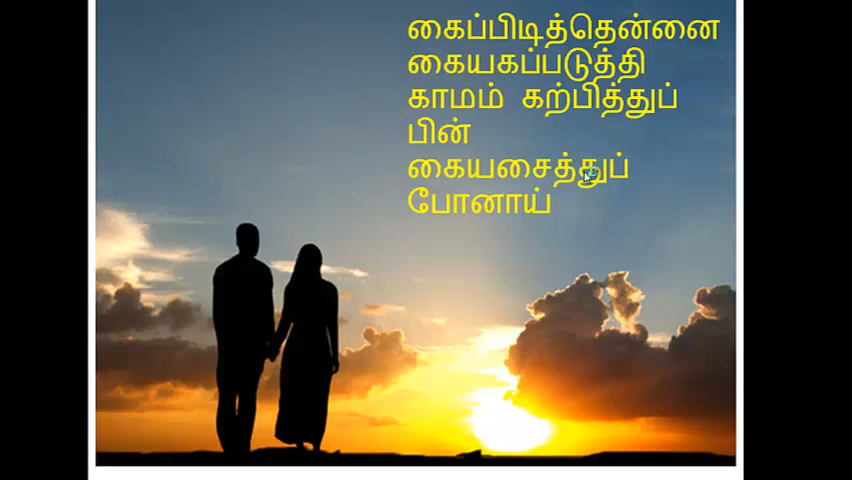 கைப்பிடித்தென்னை
கையகப்படுத்தி
காமம் கற்பித்துப்
பின்
கையசைத்துப்
போனாய்